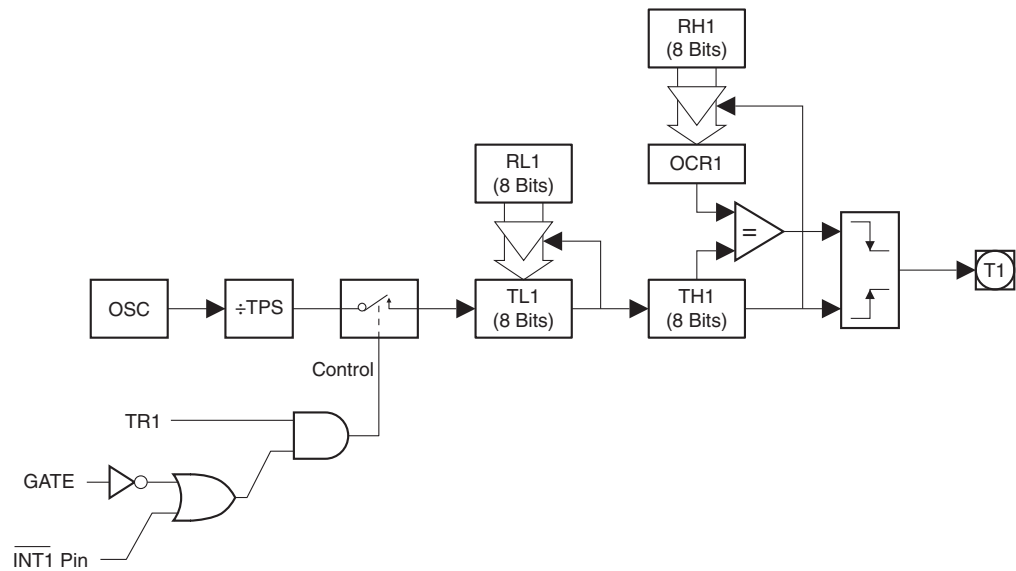 RH1
(8 Bits)
RL1
(8 Bits)
OCR1
=
OSC
÷TPS
TL1
(8 Bits)
TH1
(8 Bits)
T1
Control
TR1
GATE
INT1 Pin